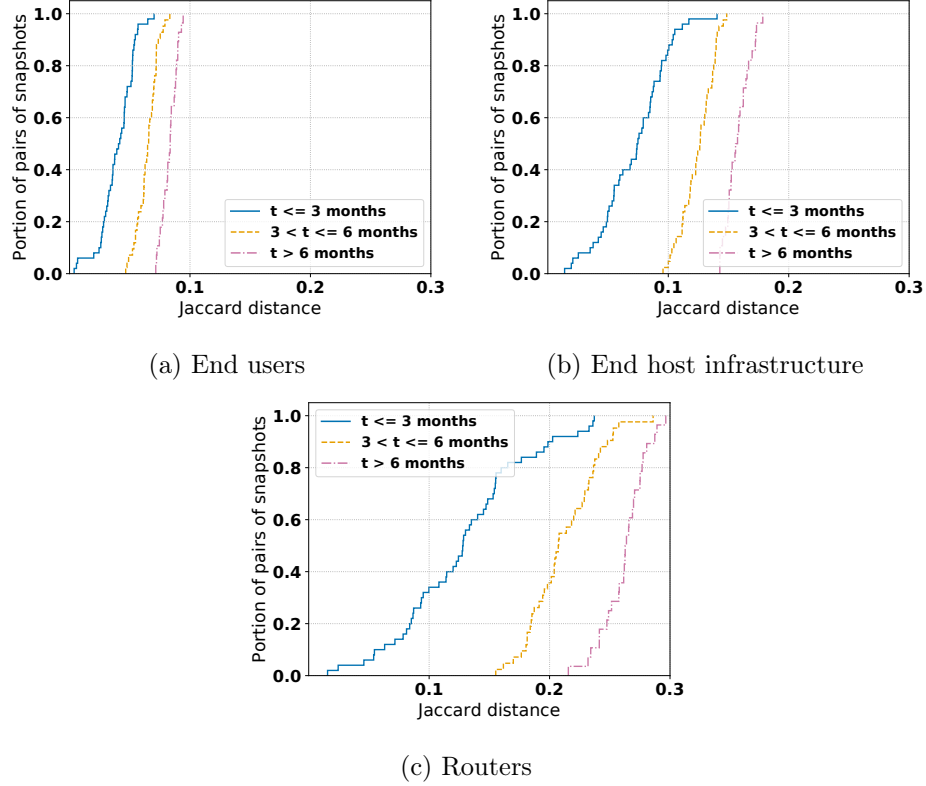 Portion of pairs of snapshots
1.0
0.8
0.6
0.4
0.2
0.0
t <= 3 months
3 < t <= 6 months
t > 6 months
0.1 0.2 0.3
Jaccard distance
(a) End users
Portion of pairs of snapshots
1.0
0.8
0.6
0.4
0.2
0.0
t <= 3 months
3 < t <= 6 months
t > 6 months
0.1 0.2 0.3
Jaccard distance
(b) End host infrastructure
Portion of pairs of snapshots
1.0
0.8
0.6
0.4
0.2
0.0
t <= 3 months
3 < t <= 6 months
t > 6 months
0.1 0.2 0.3
Jaccard distance
(c) Routers